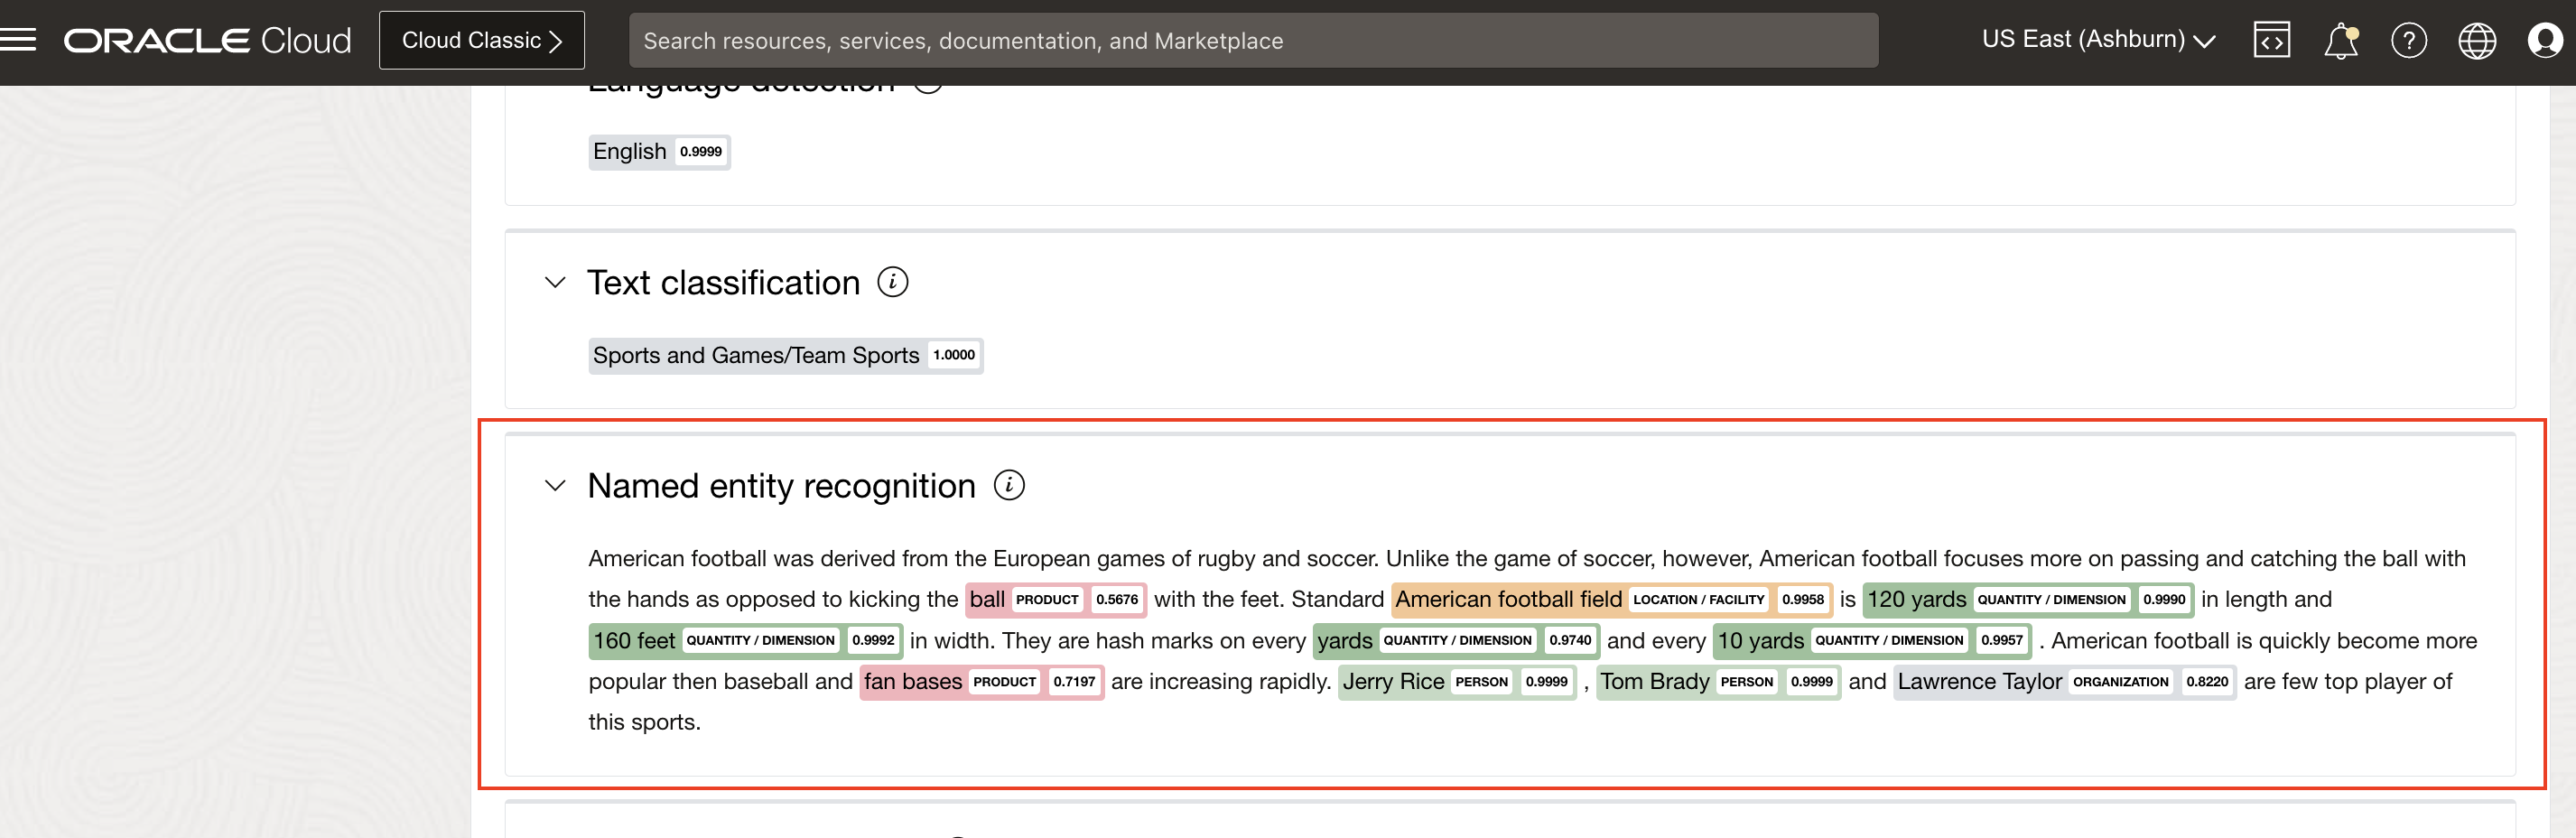 ORACLE Cloud Cloud Classic Search resources, services, documentation, and Marketplace US East (Ashburn)
Language detection
English 0.9999
Text classification i
Sports and Games/Team Sports 1.0000
Named entity recognition i
American football was derived from the European games of rugby and soccer. Unlike the game of soccer, however, American football focuses more on passing and catching the ball with
the hands as opposed to kicking the ball PRODUCT 0.5676 with the feet. Standard American football field LOCATION / FACILITY 0.9958 is 120 yards QUANTITY / DIMENSION 0.9990 in length and
160 feet QUANTITY / DIMENSION 0.9992 in width. They are hash marks on every yards QUANTITY / DIMENSION 0.9740 and every 10 yards QUANTITY / DIMENSION 0.9957 . American football is quickly become more
popular then baseball and fan bases PRODUCT 0.7197 are increasing rapidly. Jerry Rice PERSON 0.9999 , Tom Brady PERSON 0.9999 and Lawrence Taylor ORGANIZATION 0.8220 are few top player of
this sports.